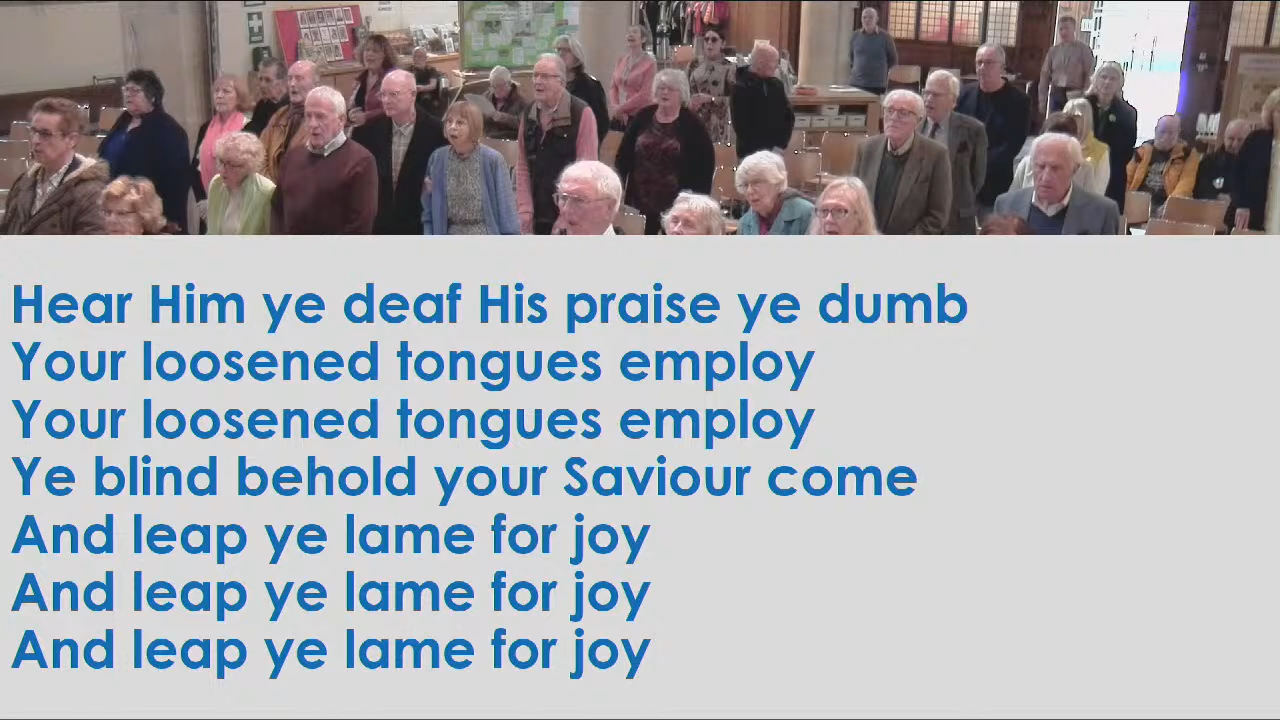 Hear Him ye deaf His praise ye dumb
Your loosened tongues employ
Your loosened tongues employ
Ye blind behold your Saviour come
And leap ye lame for joy
And leap ye lame for joy
And leap ye lame for joy